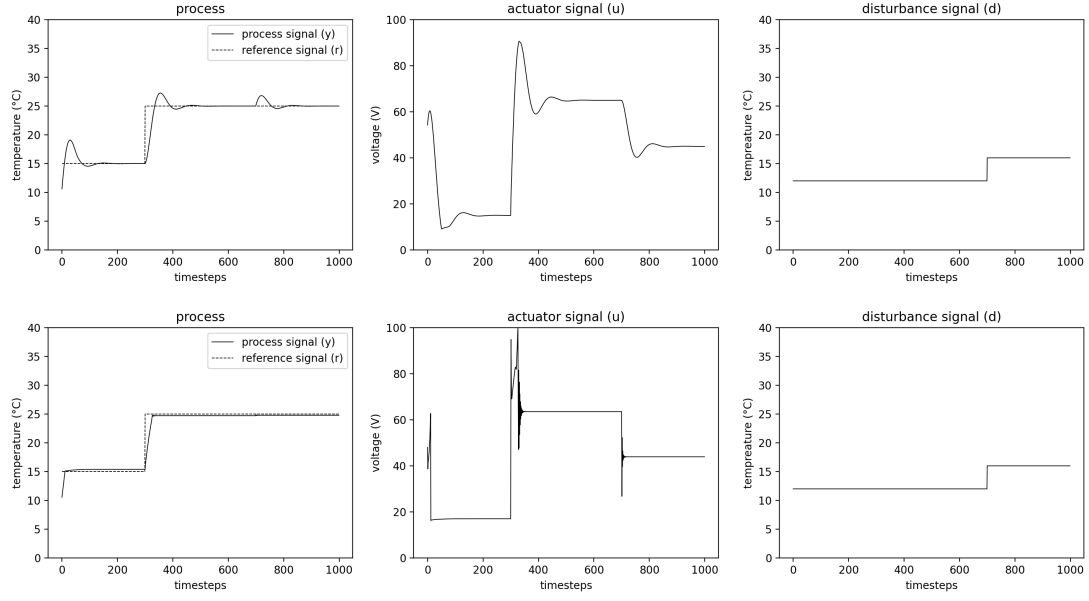 process
40
35
30
25
20
15
10
5
0
temperature (°C)
process signal (y)
reference signal (r)
0 200 400 600 800 1000
timesteps
actuator signal (u)
100
80
60
40
20
0
voltage (V)
0 200 400 600 800 1000
timesteps
disturbance signal (d)
40
35
30
25
20
15
10
5
0
tempreature (°C)
0 200 400 600 800 1000
timesteps
process
40
35
30
25
20
15
10
5
0
temperature (°C)
process signal (y)
reference signal (r)
0 200 400 600 800 1000
timesteps
actuator signal (u)
100
80
60
40
20
0
voltage (V)
0 200 400 600 800 1000
timesteps
disturbance signal (d)
40
35
30
25
20
15
10
5
0
tempreature (°C)
0 200 400 600 800 1000
timesteps